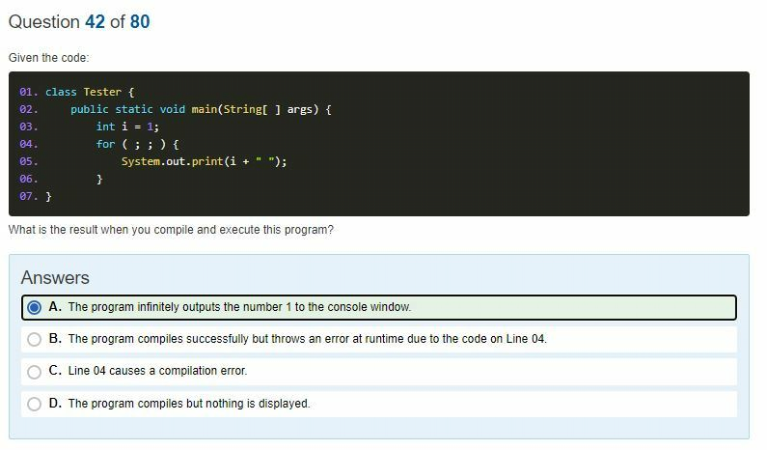 Question 42 of 80
Given the code:
01. class Tester {
02.     public static void main(String[ ] args) {
03.         int i = 1;
04.         for ( ; ; ) {
05.             System.out.print(i + " ");
06.         }
07. }
What is the result when you compile and execute this program?
Answers
A. The program infinitely outputs the number 1 to the console window.
B. The program compiles successfully but throws an error at runtime due to the code on Line 04.
C. Line 04 causes a compilation error.
D. The program compiles but nothing is displayed.